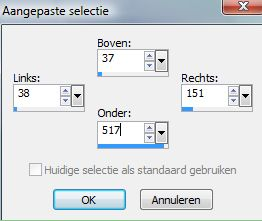 Aangepaste selectie
Boven:
37
Links:
38
Rechts:
151
Onder:
517
Huidige selectie als standaard gebruiken
OK
Annuleren